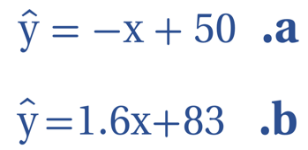 ŷ = −x + 50 .a
ŷ=1.6x+83 .b